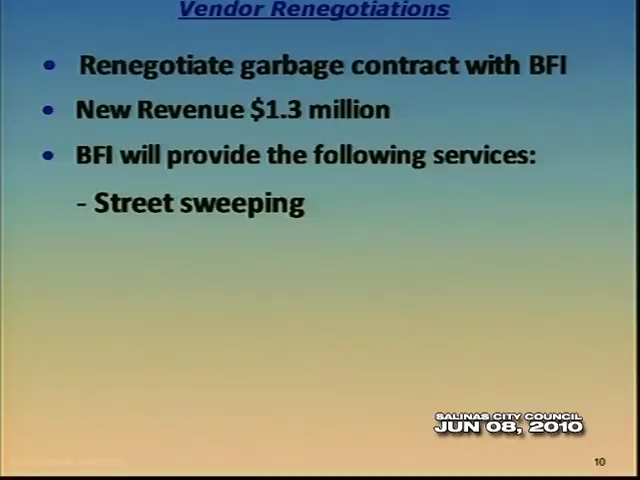 Vendor Renegotiations
• Renegotiate garbage contract with BFI
• New Revenue $1.3 million
• BFI will provide the following services:
- Street sweeping
SALINAS CITY COUNCIL
JUN 08, 2010
10